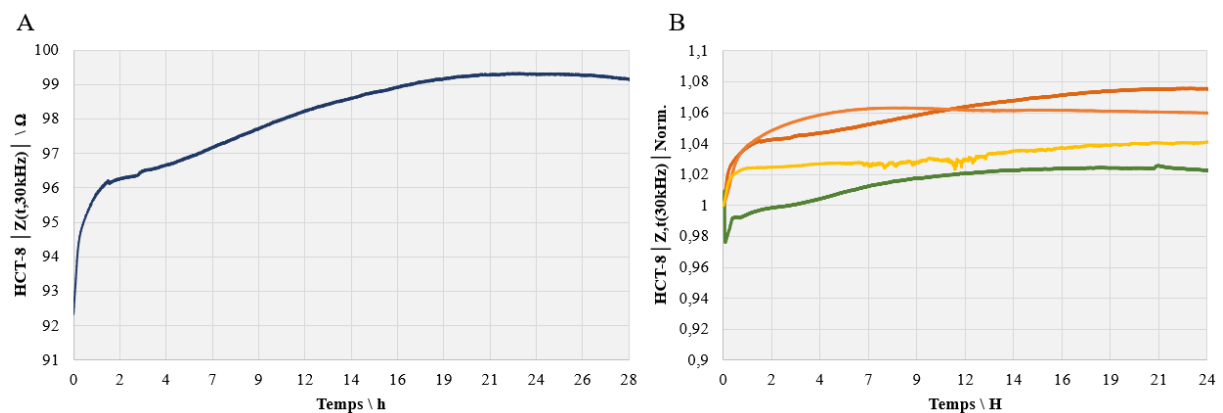 A
HCT-8 | Z(t,30kHz) | \ Ω
100
99
98
97
96
95
94
93
92
91
0 2 4 7 9 12 14 16 19 21 24 26 28
Temps \ h
B
HCT-8 | Z,t(30kHz) | Norm.
1,1
1,08
1,06
1,04
1,02
1
0,98
0,96
0,94
0,92
0,9
0 2 4 7 9 12 14 16 19 21 24
Temps \ H